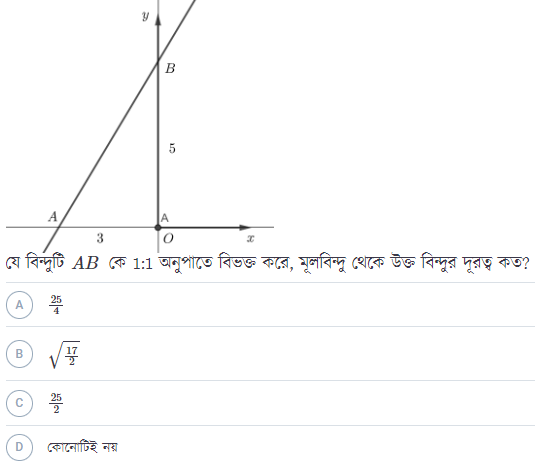 y
B
5
A A
3 O x
যে বিন্দুটি AB কে 1:1 অনুপাতে বিভক্ত করে, মূলবিন্দু থেকে উক্ত বিন্দুর দূরত্ব কত?
A 25/4
B √(17/2)
C 25/2
D কোনোটিই নয়